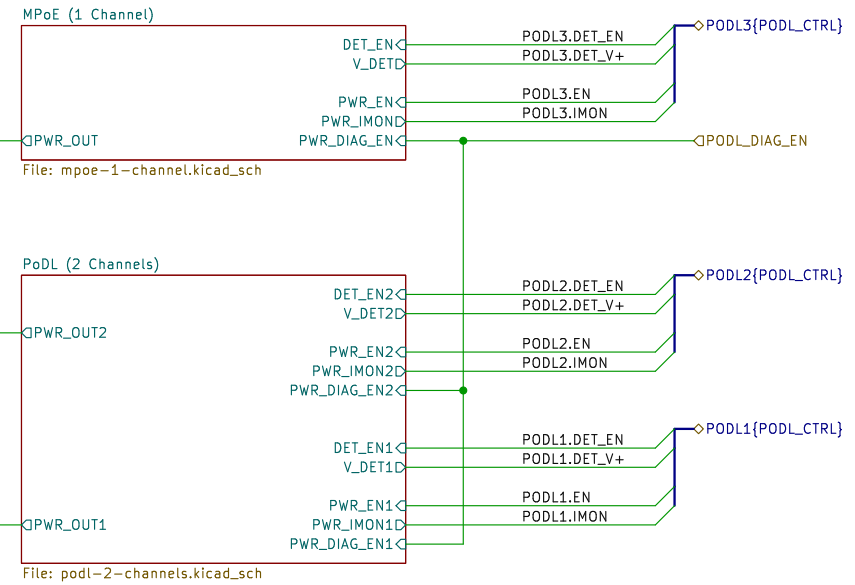 MPoE (1 Channel)
PODL3{PODL_CTRL}
DET_EN
PODL3.DET_EN
V_DET
PODL3.DET_V+
PWR_EN
PODL3.EN
PWR_IMON
PODL3.IMON
PWR_OUT
PWR_DIAG_EN
PODL_DIAG_EN
File: mpoe-1-channel.kicad_sch
PoDL (2 Channels)
PODL2{PODL_CTRL}
DET_EN2
PODL2.DET_EN
V_DET2
PODL2.DET_V+
PWR_OUT2
PWR_EN2
PODL2.EN
PWR_IMON2
PODL2.IMON
PWR_DIAG_EN2
PODL1{PODL_CTRL}
DET_EN1
PODL1.DET_EN
V_DET1
PODL1.DET_V+
PWR_EN1
PODL1.EN
PWR_OUT1
PWR_IMON1
PODL1.IMON
PWR_DIAG_EN1
File: podl-2-channels.kicad_sch